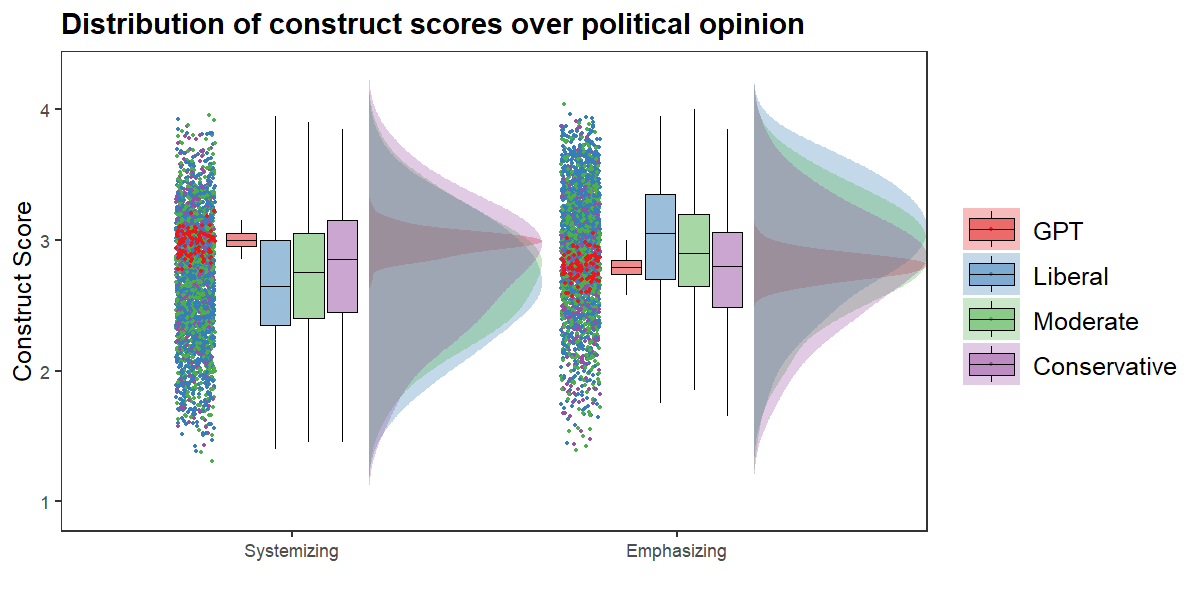 Distribution of construct scores over political opinion
Construct Score
4
3
2
1
Systemizing
Emphasizing
GPT
Liberal
Moderate
Conservative